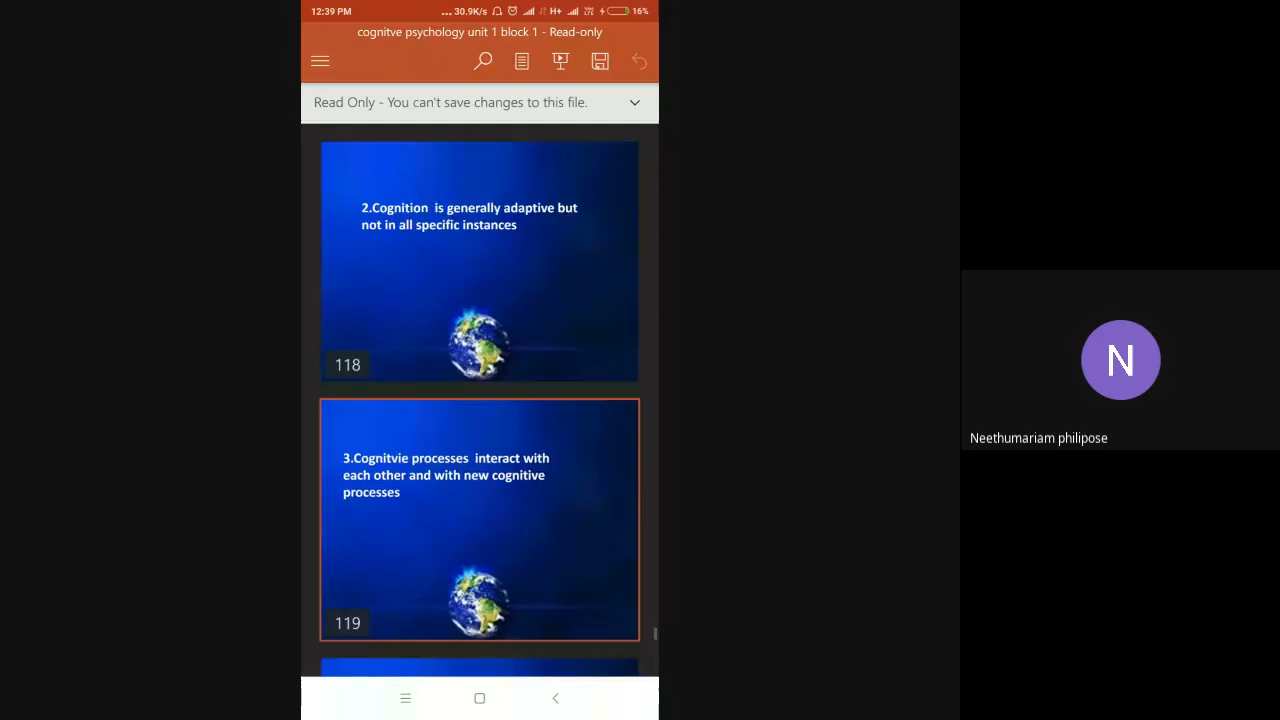 12:39 PM
... 30.9K/s H+ 16%
cognitve psychology unit 1 block 1 - Read-only
Read Only - You can't save changes to this file.
2.Cognition is generally adaptive but
not in all specific instances
118
3.Cognitvie processes interact with
each other and with new cognitive
processes
119
N
Neethumariam philipose